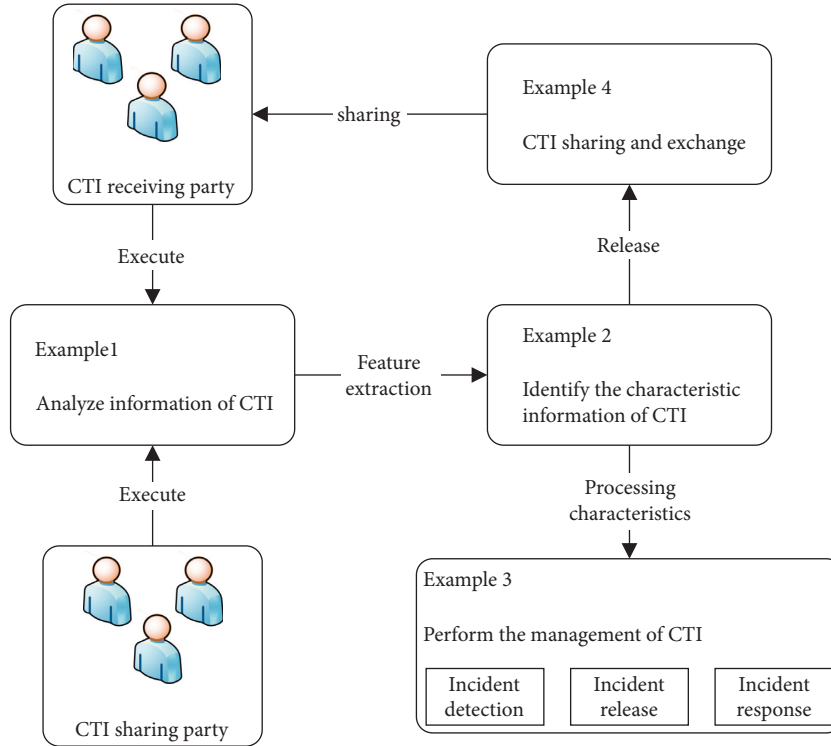 CTI receiving party
sharing
Example 4
CTI sharing and exchange
Execute
Release
Example1
Analyze information of CTI
Feature
extraction
Example 2
Identify the characteristic
information of CTI
Execute
Processing
characteristics
CTI sharing party
Example 3
Perform the management of CTI
Incident
detection
Incident
release
Incident
response